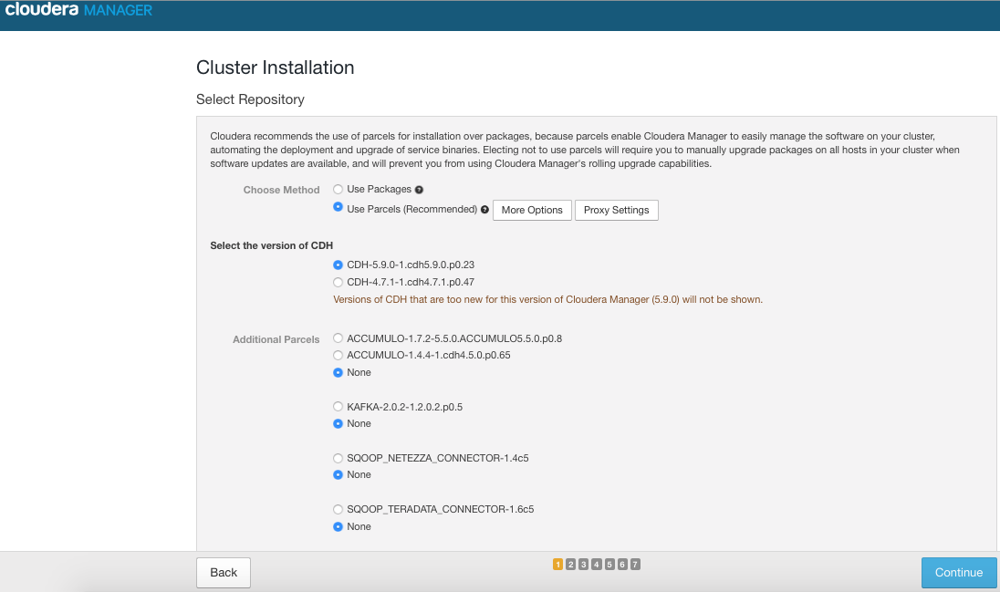 cloudera MANAGER
Cluster Installation
Select Repository
Cloudera recommends the use of parcels for installation over packages, because parcels enable Cloudera Manager to easily manage the software on your cluster,
automating the deployment and upgrade of service binaries. Electing not to use parcels will require you to manually upgrade packages on all hosts in your cluster when
software updates are available, and will prevent you from using Cloudera Manager's rolling upgrade capabilities.
Choose Method Use Packages ?
Use Parcels (Recommended) ? More Options Proxy Settings
Select the version of CDH
CDH-5.9.0-1.cdh5.9.0.p0.23
CDH-4.7.1-1.cdh4.7.1.p0.47
Versions of CDH that are too new for this version of Cloudera Manager (5.9.0) will not be shown.
Additional Parcels ACCUMULO-1.7.2-5.5.0.ACCUMULO5.5.0.p0.8
ACCUMULO-1.4.4-1.cdh4.5.0.p0.65
None
KAFKA-2.0.2-1.2.0.2.p0.5
None
SQOOP_NETEZZA_CONNECTOR-1.4c5
None
SQOOP_TERADATA_CONNECTOR-1.6c5
None
Back 1 2 3 4 5 6 7 Continue